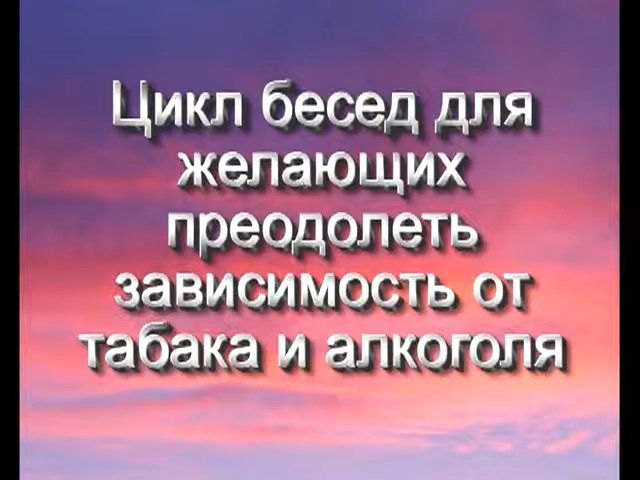 Цикл бесед для
желающих
преодолеть
зависимость от
табака и алкоголя